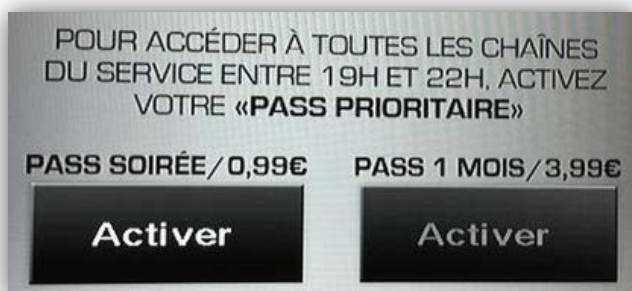 POUR ACCÉDER À TOUTES LES CHAÎNES
DU SERVICE ENTRE 19H ET 22H, ACTIVEZ
VOTRE «PASS PRIORITAIRE»
PASS SOIRÉE/0,99€ PASS 1 MOIS/3,99€
Activer Activer